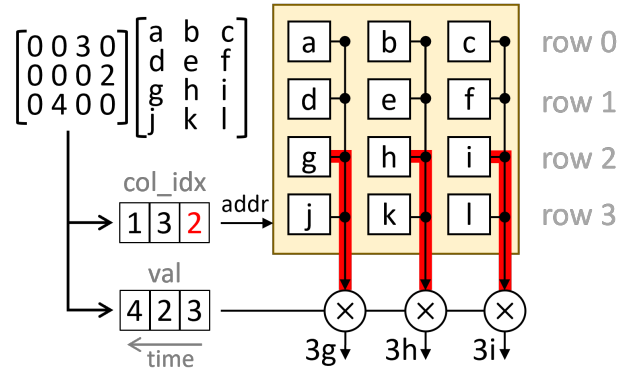 0 0 3 0
0 0 0 2
0 4 0 0
a b c
d e f
g h i
j k l
a b c row 0
d e f row 1
g h i row 2
j k l row 3
col_idx
1 3 2
addr
val
4 2 3
time
× × ×
3g 3h 3i